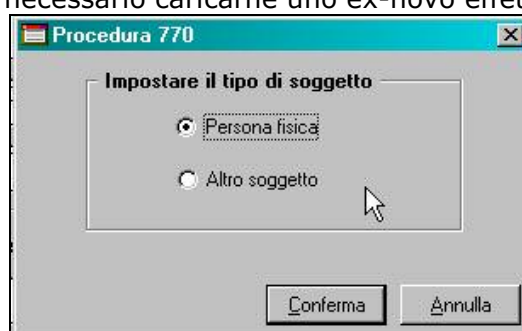 necessario caricarne uno ex-novo effet
Procedura 770
Impostare il tipo di soggetto
Persona fisica
Altro soggetto
Conferma
Annulla